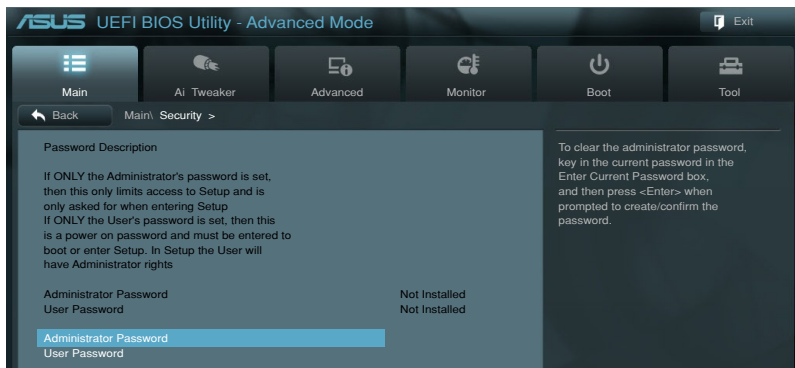 ASUS UEFI BIOS Utility - Advanced Mode
Exit
Main
Ai Tweaker
Advanced
Monitor
Boot
Tool
Back
Main\ Security >
Password Description
If ONLY the Administrator's password is set,
then this only limits access to Setup and is
only asked for when entering Setup
If ONLY the User's password is set, then this
is a power on password and must be entered to
boot or enter Setup. In Setup the User will
have Administrator rights
Administrator Password Not Installed
User Password Not Installed
Administrator Password
User Password
To clear the administrator password,
key in the current password in the
Enter Current Password box,
and then press <Enter> when
prompted to create/confirm the
password.